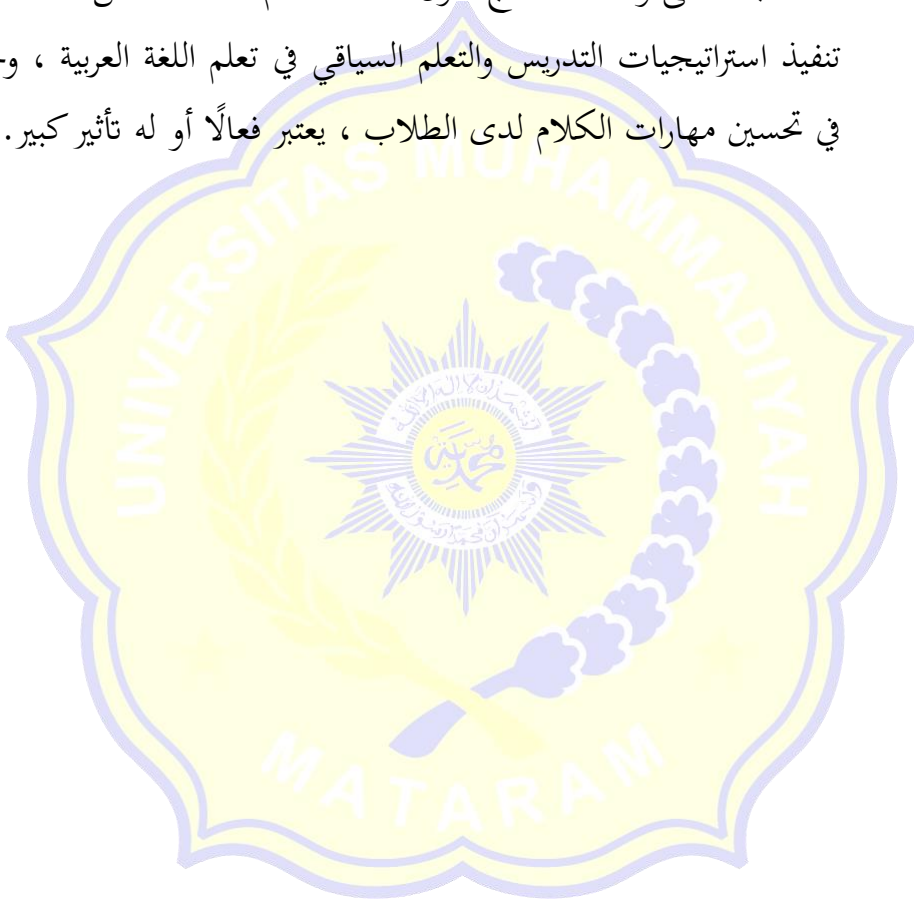 تنفيذ استراتيجيات التدريس والتعلم السياقي في تعلم اللغة العربية ،
في تحسين مهارات الكلام لدى الطلاب ، يعتبر فعالًا أو له تأثير كبير.
UNIVERSITAS MUHAMMADIYAH
MATARAM